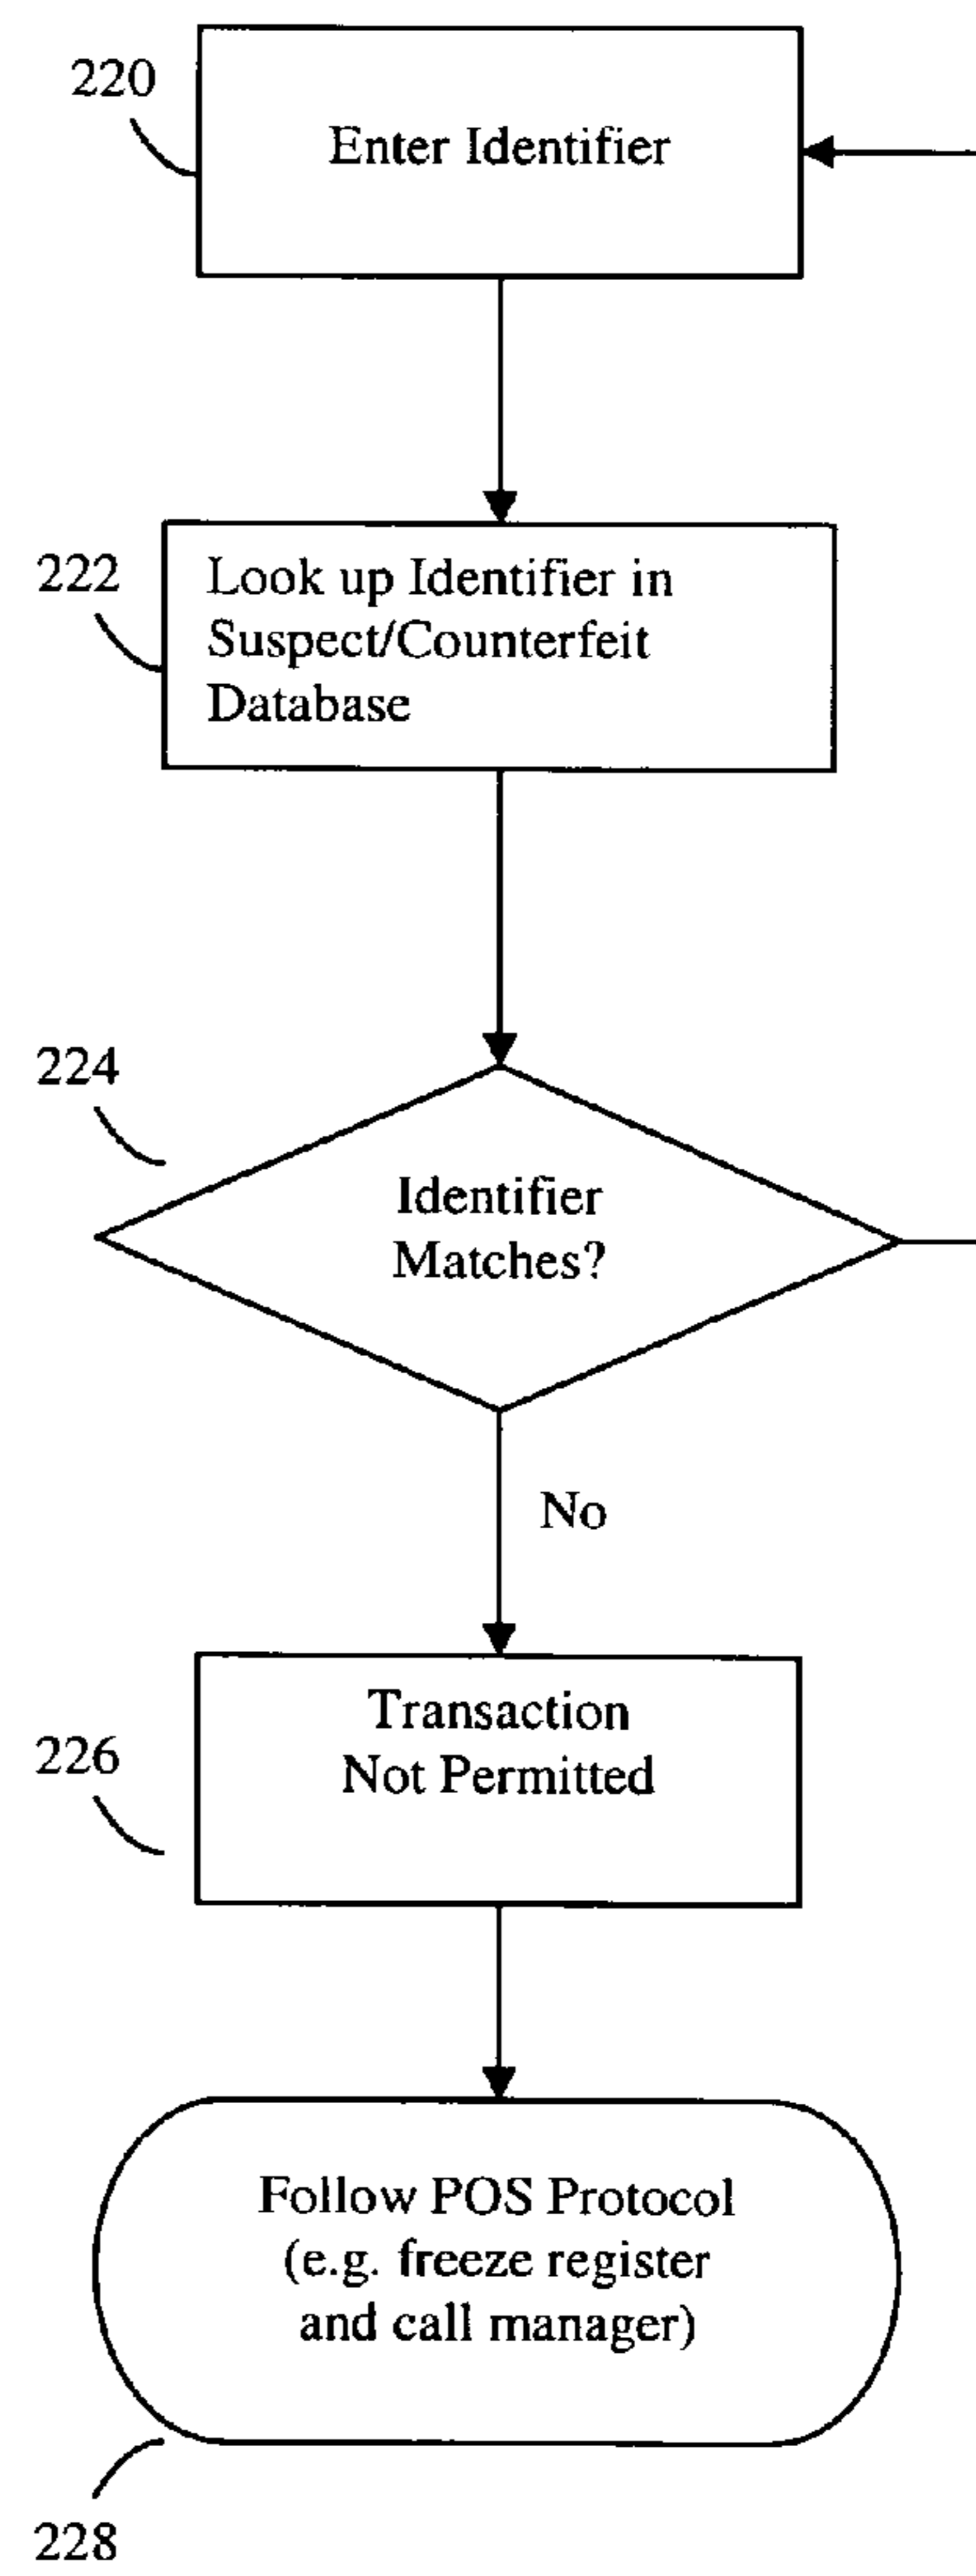 220
Enter Identifier
222
Look up Identifier in
Suspect/Counterfeit
Database
224
Identifier
Matches?
No
226
Transaction
Not Permitted
Follow POS Protocol
(e.g. freeze register
and call manager)
228